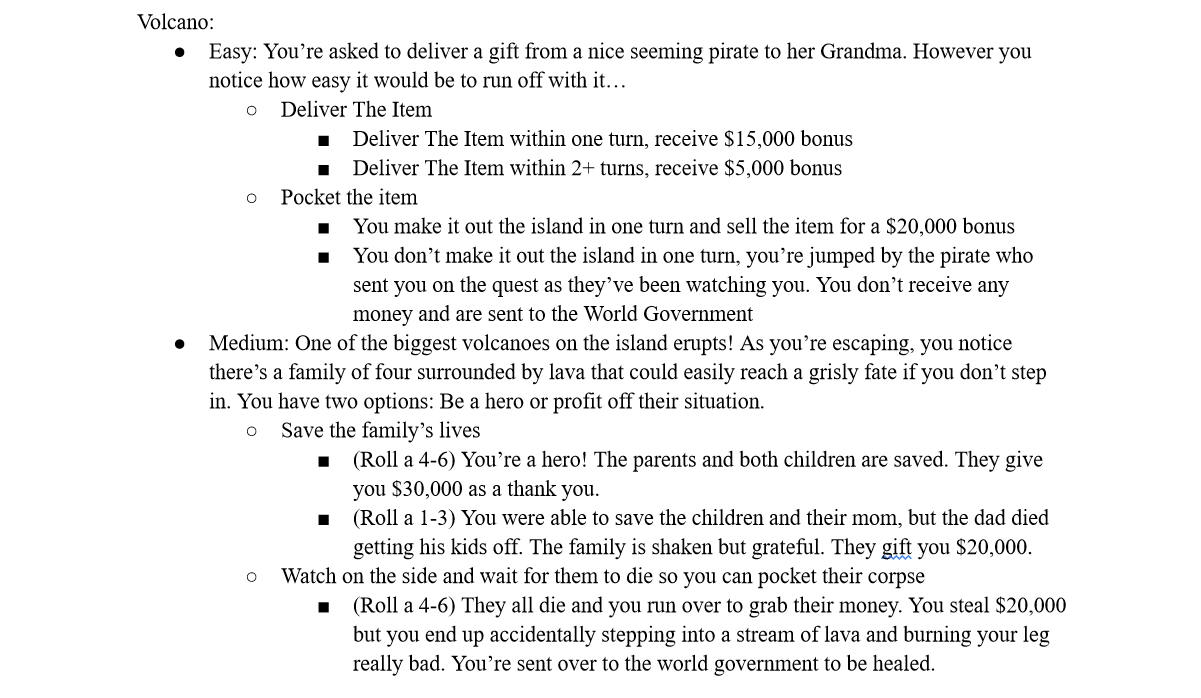 Volcano:
● Easy: You’re asked to deliver a gift from a nice seeming pirate to her Grandma. However you
notice how easy it would be to run off with it…
○ Deliver The Item
■ Deliver The Item within one turn, receive $15,000 bonus
■ Deliver The Item within 2+ turns, receive $5,000 bonus
○ Pocket the item
■ You make it out the island in one turn and sell the item for a $20,000 bonus
■ You don’t make it out the island in one turn, you’re jumped by the pirate who
sent you on the quest as they’ve been watching you. You don’t receive any
money and are sent to the World Government
● Medium: One of the biggest volcanoes on the island erupts! As you’re escaping, you notice
there’s a family of four surrounded by lava that could easily reach a grisly fate if you don’t step
in. You have two options: Be a hero or profit off their situation.
○ Save the family’s lives
■ (Roll a 4-6) You’re a hero! The parents and both children are saved. They give
you $30,000 as a thank you.
■ (Roll a 1-3) You were able to save the children and their mom, but the dad died
getting his kids off. The family is shaken but grateful. They gift you $20,000.
○ Watch on the side and wait for them to die so you can pocket their corpse
■ (Roll a 4-6) They all die and you run over to grab their money. You steal $20,000
but you end up accidentally stepping into a stream of lava and burning your leg
really bad. You’re sent over to the world government to be healed.